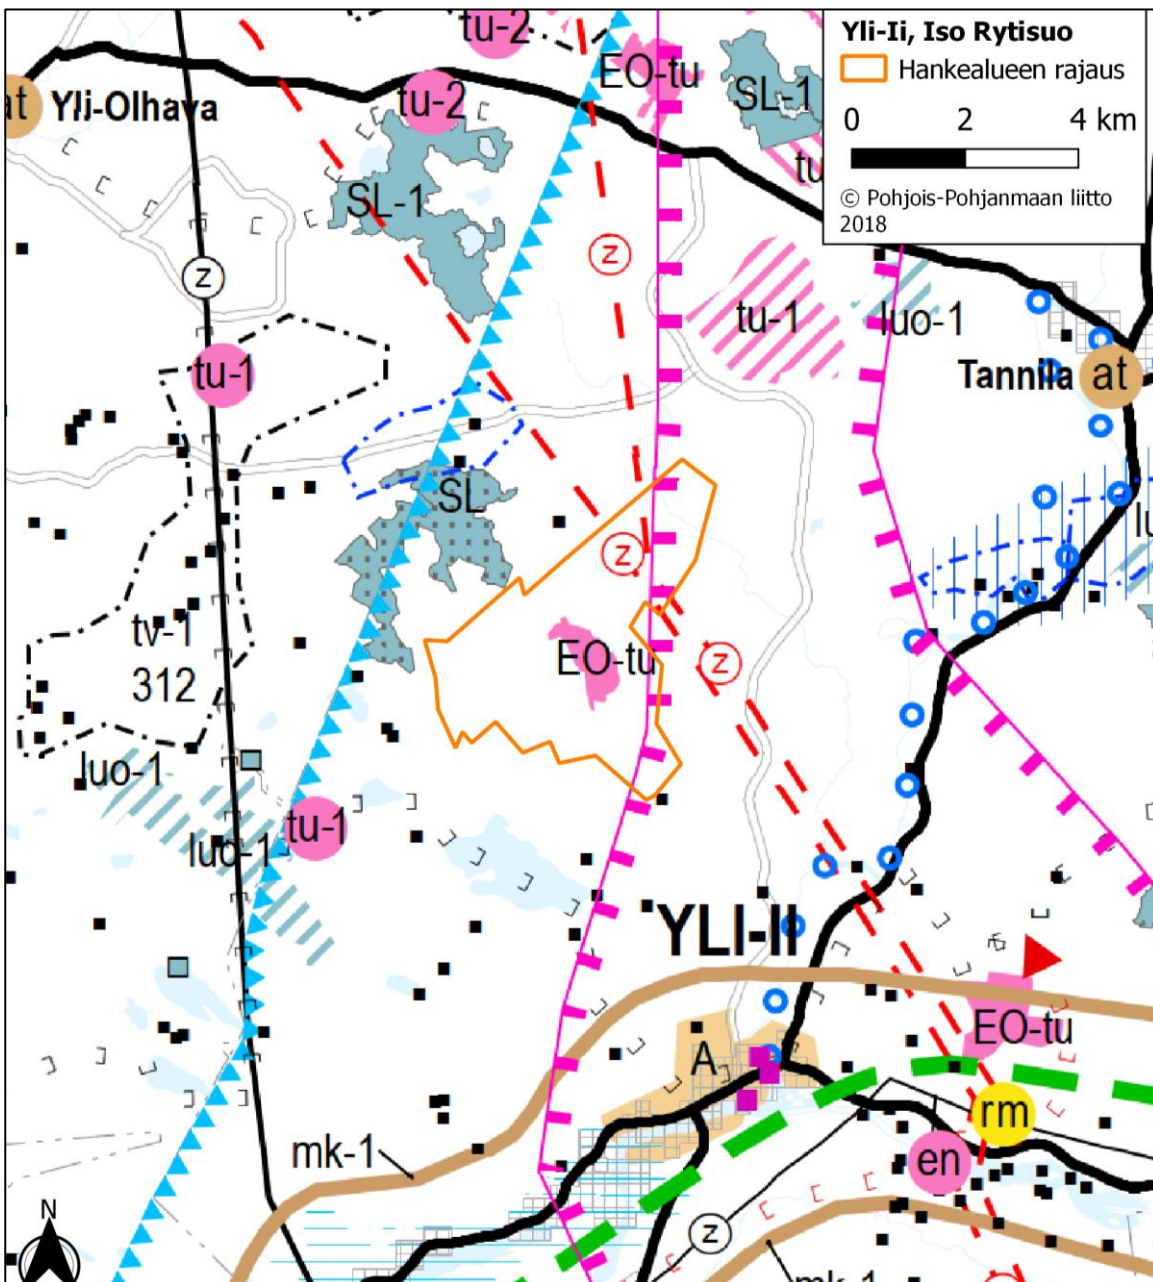 Yli-Ii, Iso Rytisuo
Hankealueen rajaus
0 2 4 km
© Pohjois-Pohjanmaan liitto
2018
tu-2
EO-tu
SL-1
at Yli-Olhava
tu-2
tu
SL-1
z
z
tu-1
luo-1
tu-1
Tannila at
SL
z
tv-1
312
EO-tu
z
luo-1
tu-1
luo-1
YLI-II
EO-tu
A
rm
mk-1
en
N
z
mk-1